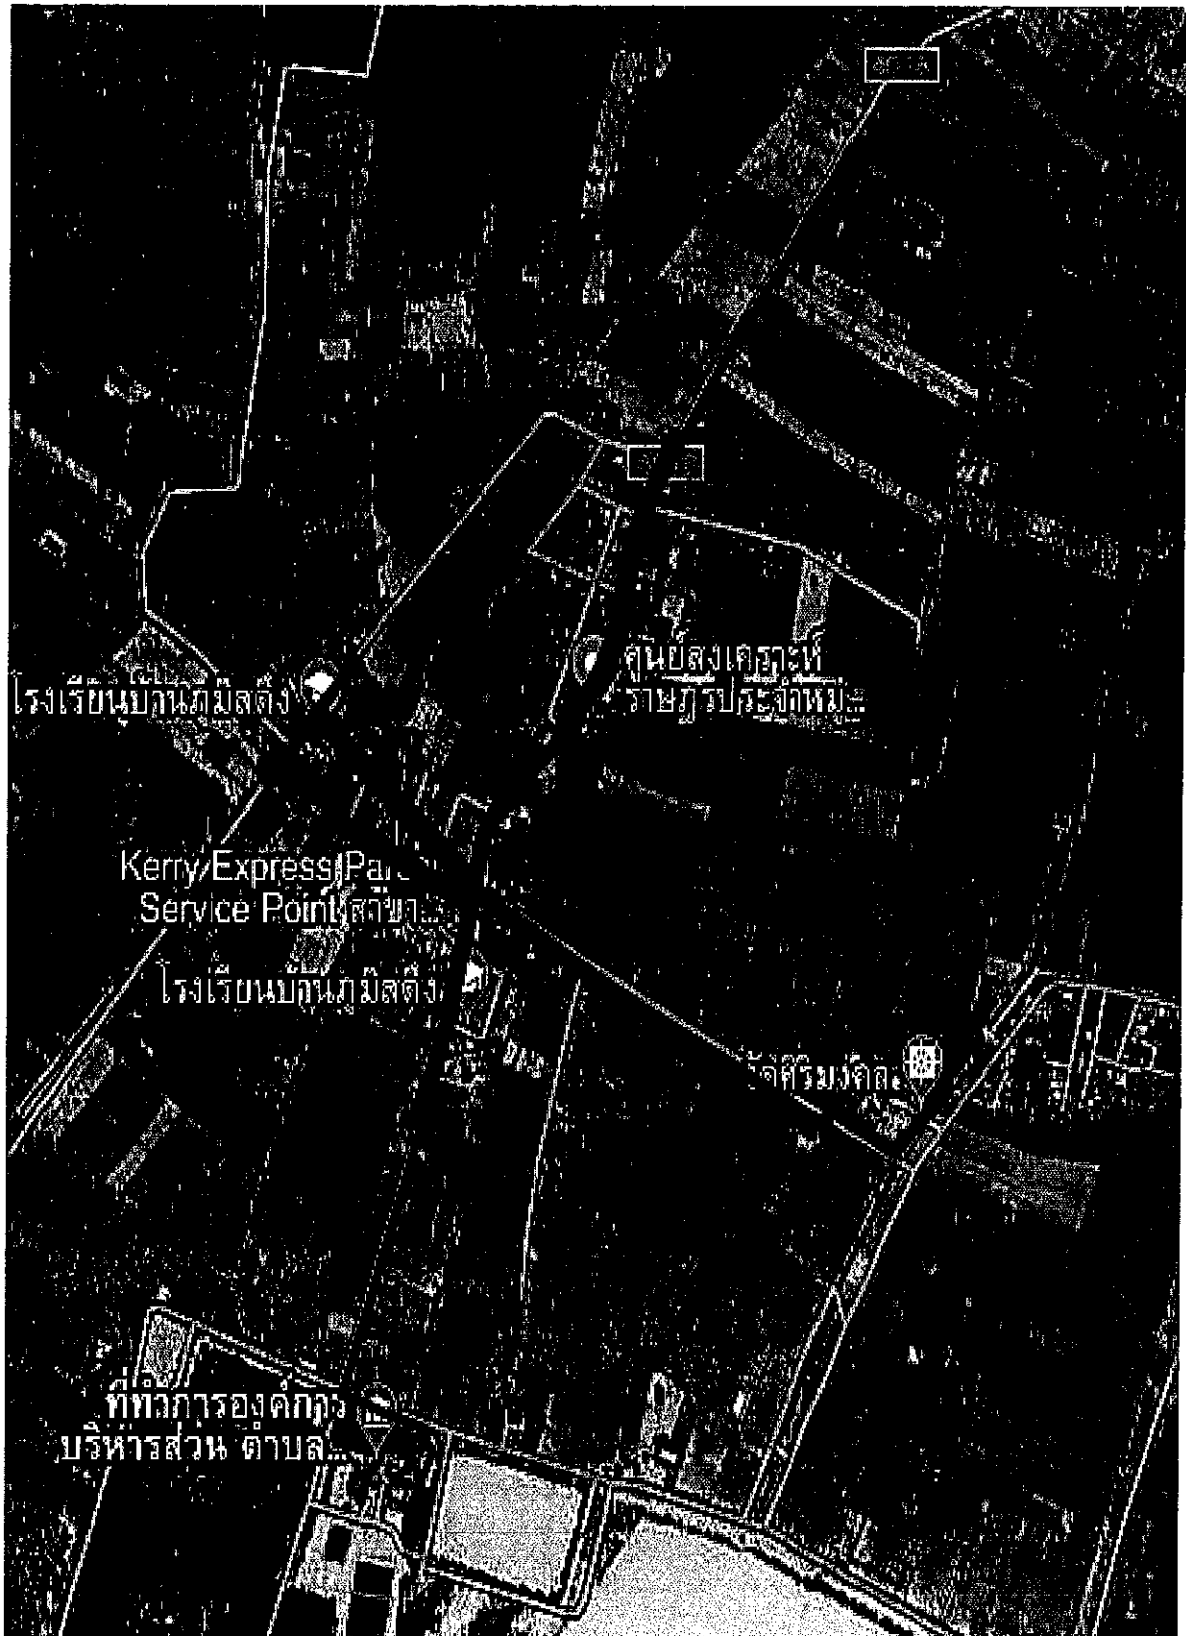 ศูนย์สงเคราะห์
ราษฎรประจำหมู่...
โรงเรียนบ้านภูมิสตึง
Kerry Express Parc...
Service Point สาขา...
โรงเรียนบ้านภูมิสตึง
วัดศิริมงคล
ที่ทำการองค์การ
บริหารส่วน ตำบล...